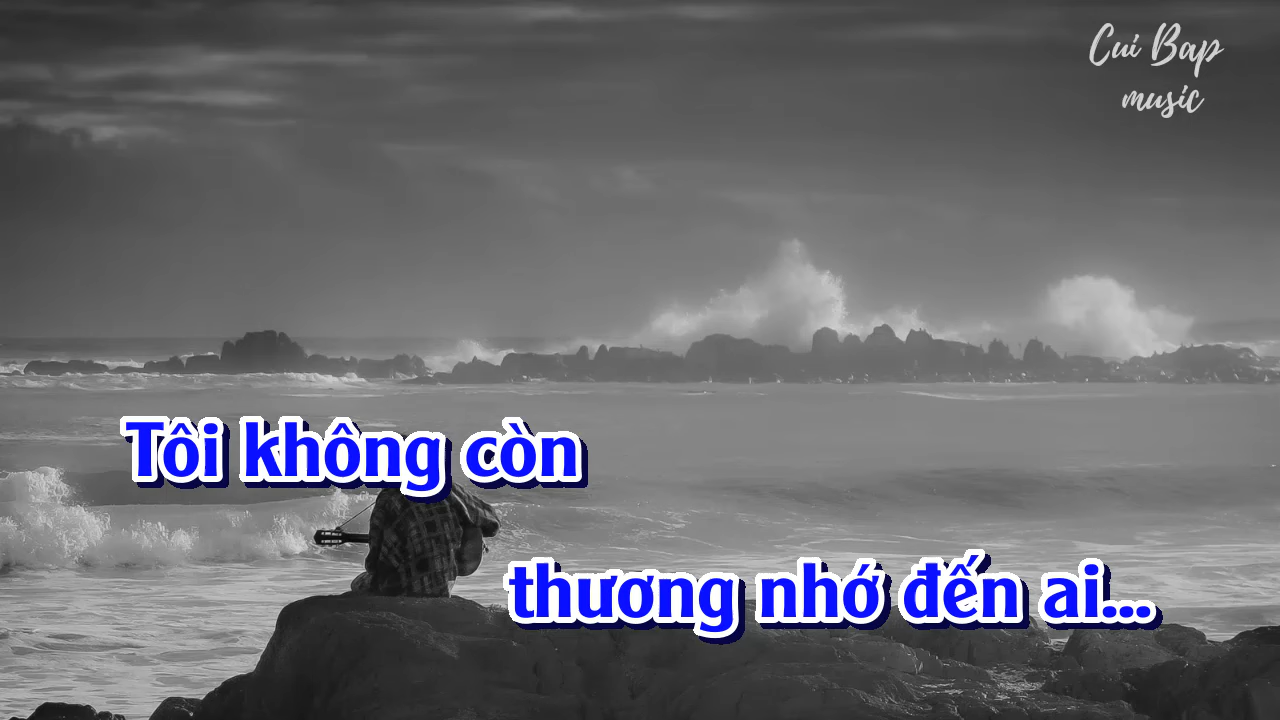 Cui Bap
music
Tôi không còn
thương nhớ đến ai...